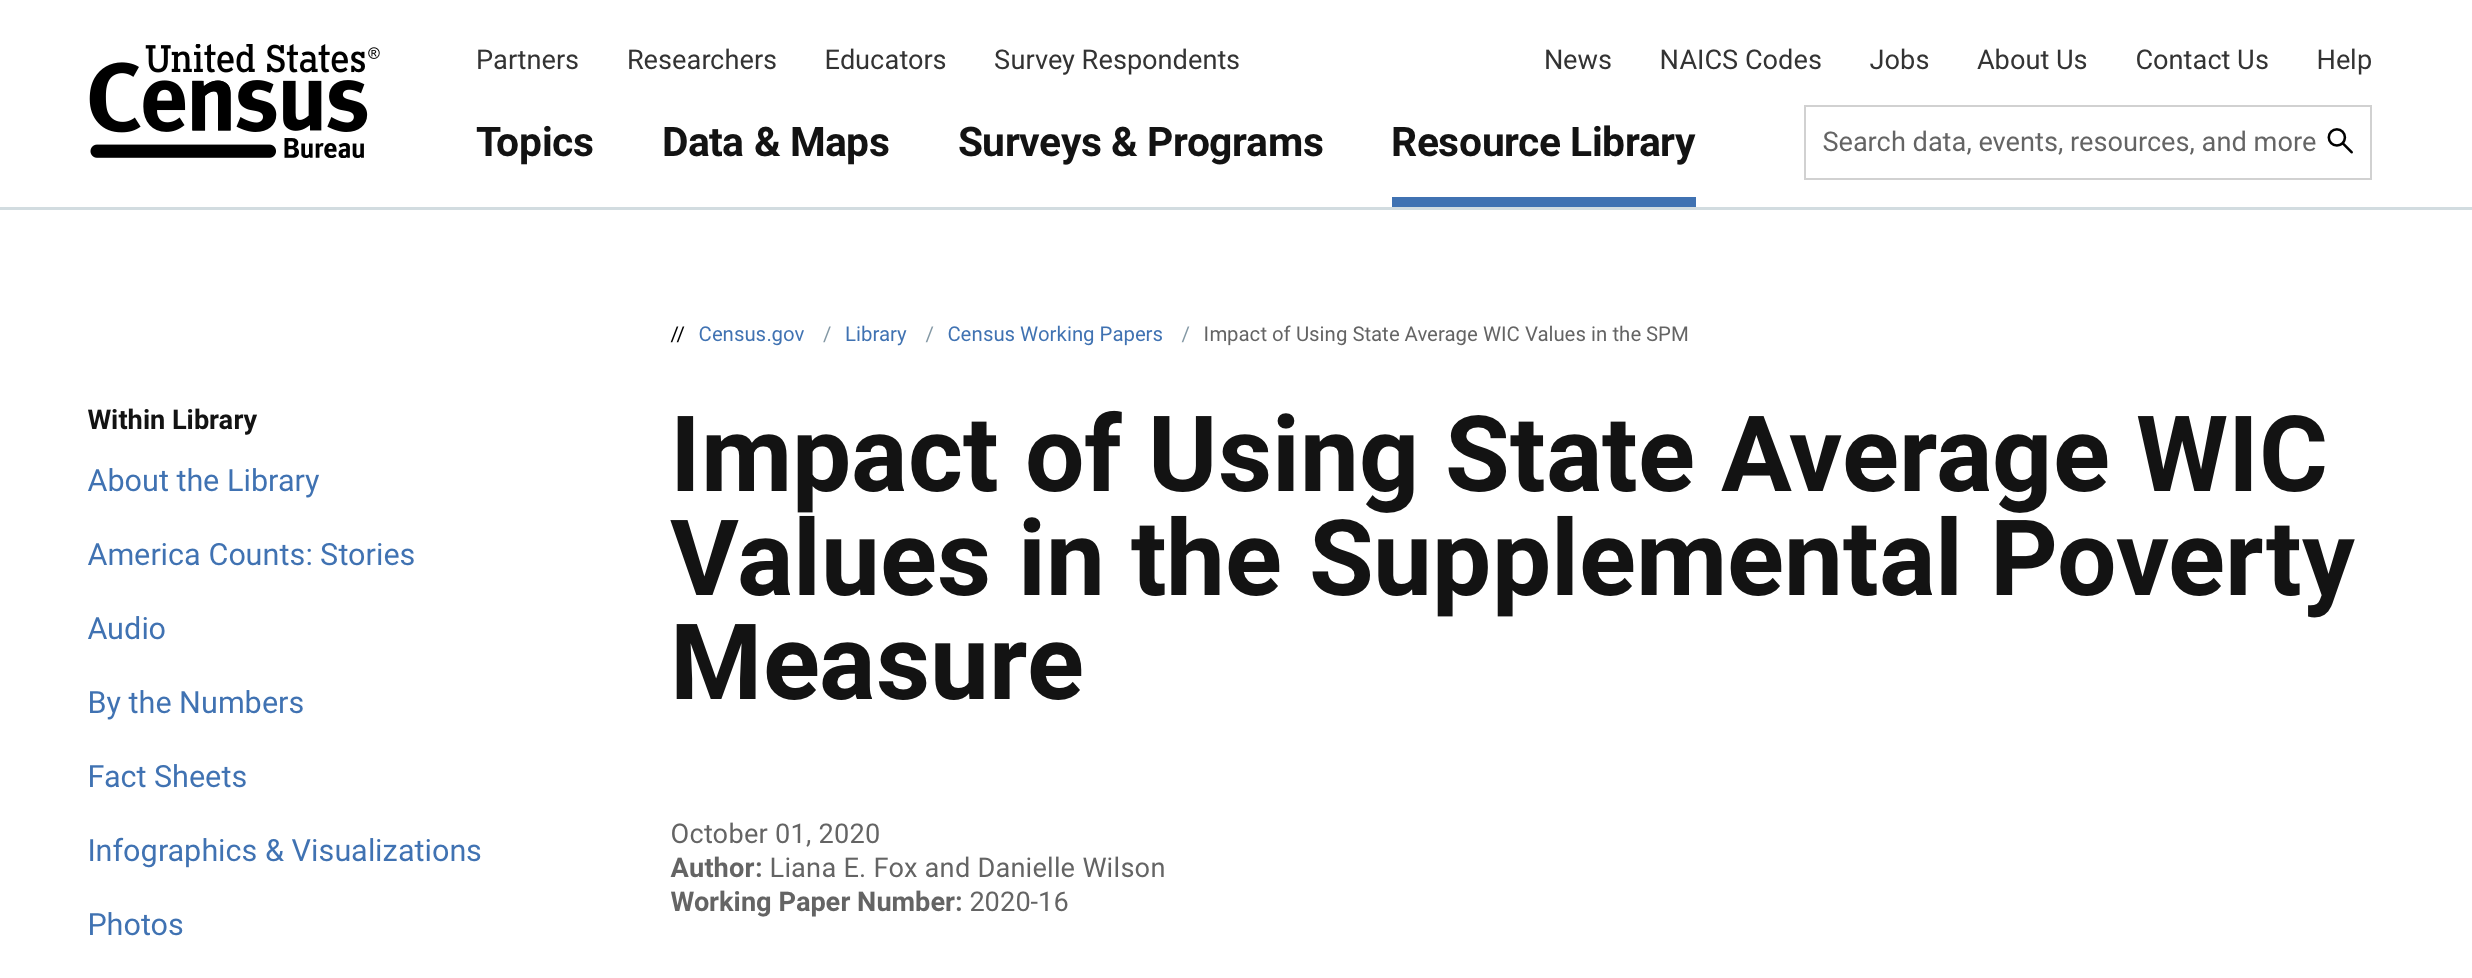 United States®
Census
Bureau
Partners Researchers Educators Survey Respondents
News NAICS Codes Jobs About Us Contact Us Help
Topics Data & Maps Surveys & Programs Resource Library
Search data, events, resources, and more
// Census.gov / Library / Census Working Papers / Impact of Using State Average WIC Values in the SPM
Within Library
About the Library
America Counts: Stories
Audio
By the Numbers
Fact Sheets
Infographics & Visualizations
Photos
Impact of Using State Average WIC
Values in the Supplemental Poverty
Measure
October 01, 2020
Author: Liana E. Fox and Danielle Wilson
Working Paper Number: 2020-16